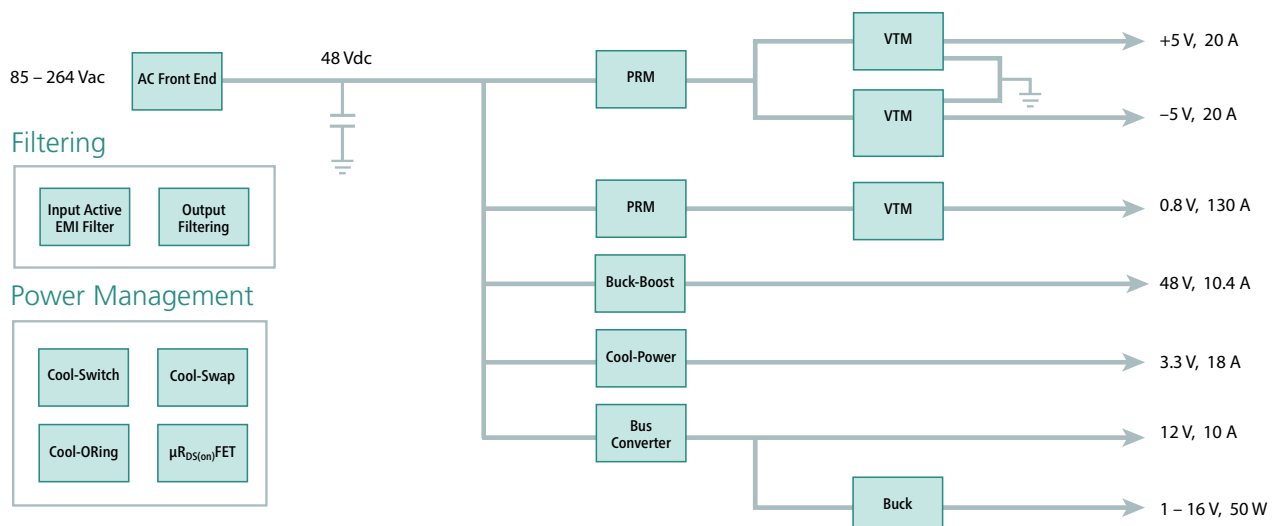 85 – 264 Vac
AC Front End
48 Vdc
PRM
VTM
+5 V, 20 A
VTM
–5 V, 20 A
Filtering
Input Active
EMI Filter
Output
Filtering
PRM
VTM
0.8 V, 130 A
Buck-Boost
48 V, 10.4 A
Power Management
Cool-Switch
Cool-Swap
Cool-ORing
µRDS(on)FET
Cool-Power
3.3 V, 18 A
Bus
Converter
12 V, 10 A
Buck
1 – 16 V, 50 W